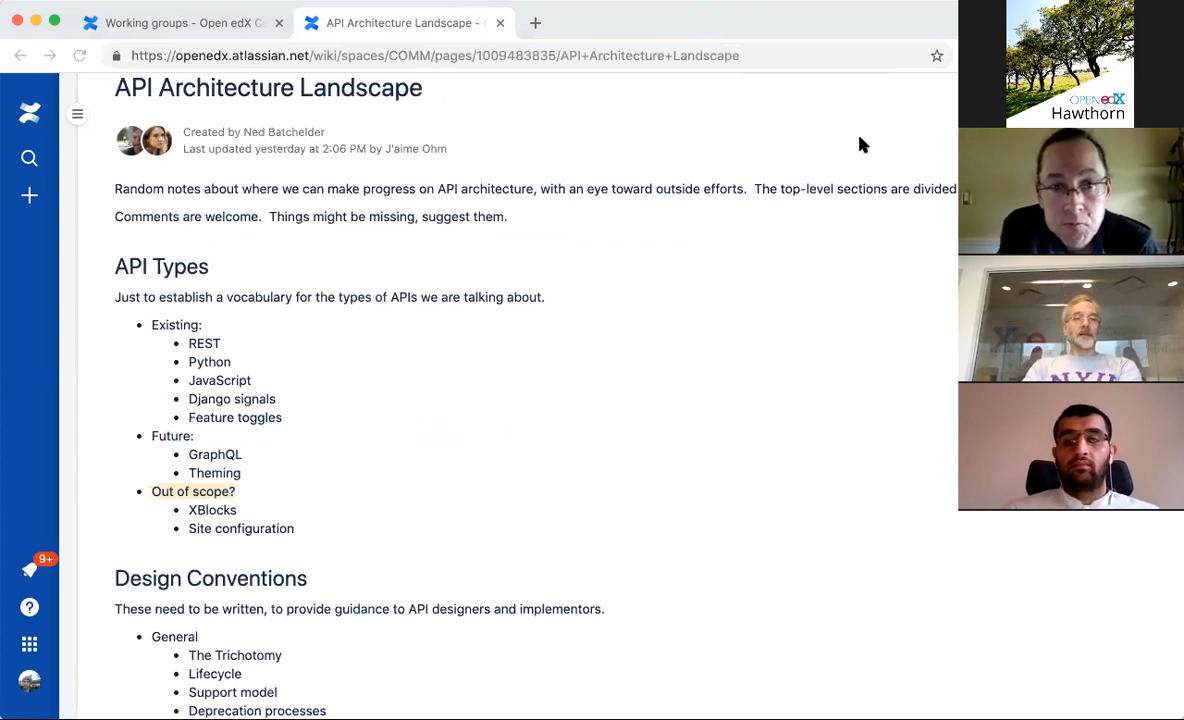 Working groups - Open edX C
API Architecture Landscape -
https://openedx.atlassian.net/wiki/spaces/COMM/pages/1009483835/API+Architecture+Landscape
API Architecture Landscape
Created by Ned Batchelder
Last updated yesterday at 2:06 PM by J'aime Ohm
Random notes about where we can make progress on API architecture, with an eye toward outside efforts. The top-level sections are divided
Comments are welcome. Things might be missing, suggest them.
API Types
Just to establish a vocabulary for the types of APIs we are talking about.
• Existing:
• REST
• Python
• JavaScript
• Django signals
• Feature toggles
• Future:
• GraphQL
• Theming
• Out of scope?
• XBlocks
• Site configuration
Design Conventions
These need to be written, to provide guidance to API designers and implementors.
• General
• The Trichotomy
• Lifecycle
• Support model
• Deprecation processes
9+
OPEN edX
Hawthorn